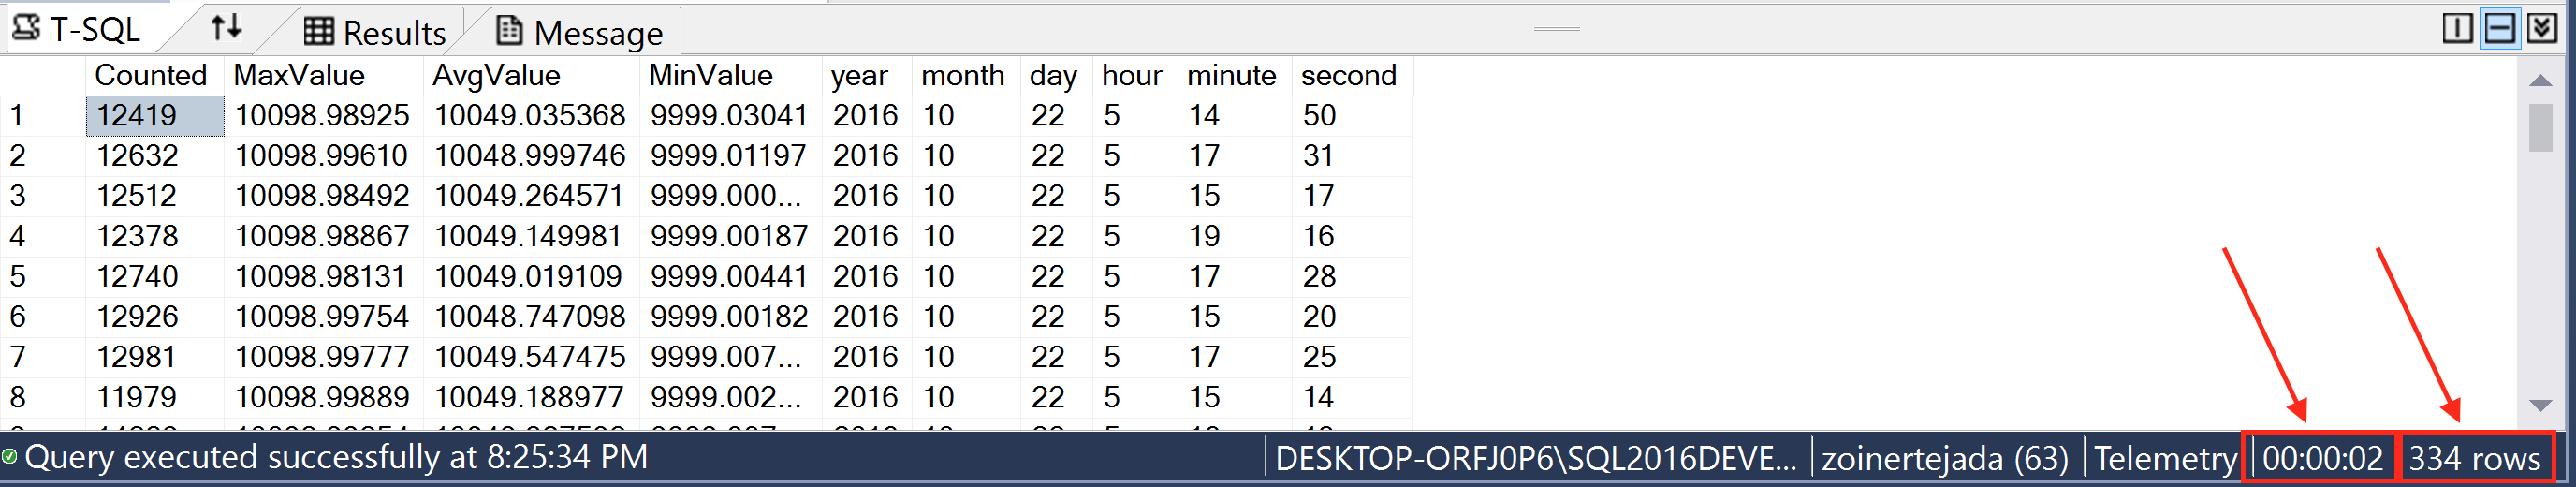 T-SQL Results Message
Counted MaxValue AvgValue MinValue year month day hour minute second
1 12419 10098.98925 10049.035368 9999.03041 2016 10 22 5 14 50
2 12632 10098.99610 10048.999746 9999.01197 2016 10 22 5 17 31
3 12512 10098.98492 10049.264571 9999.000... 2016 10 22 5 15 17
4 12378 10098.98867 10049.149981 9999.00187 2016 10 22 5 19 16
5 12740 10098.98131 10049.019109 9999.00441 2016 10 22 5 17 28
6 12926 10098.99754 10048.747098 9999.00182 2016 10 22 5 15 20
7 12981 10098.99777 10049.547475 9999.007... 2016 10 22 5 17 25
8 11979 10098.99889 10049.188977 9999.002... 2016 10 22 5 15 14
Query executed successfully at 8:25:34 PM DESKTOP-ORFJ0P6\SQL2016DEVE... zoinertejada (63) Telemetry 00:00:02 334 rows